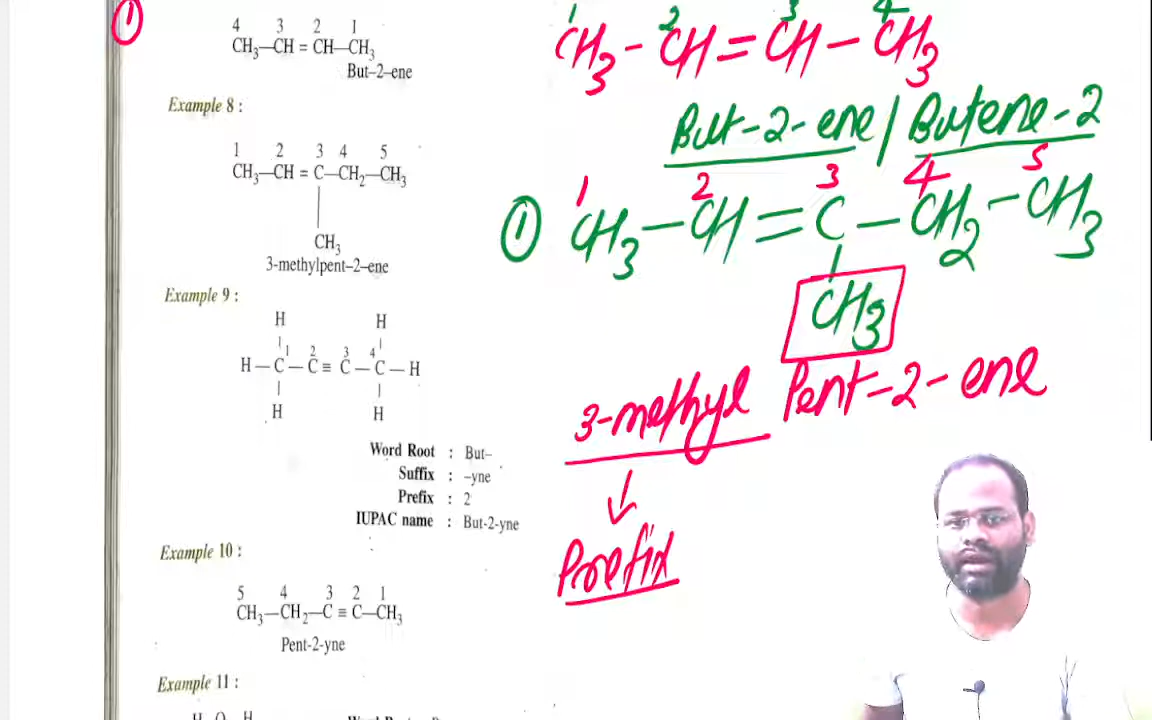 ①
4 3 2 1
CH₃—CH = CH—CH₃
But–2–ene
Example 8 :
1 2 3 4 5
CH₃—CH = C—CH₂—CH₃
CH₃
3-methylpent–2–ene
Example 9 :
H H
H—C—C≡C—C—H
1 2 3 4
H H
Word Root : But–
Suffix : –yne
Prefix : 2
IUPAC name : But-2-yne
Example 10 :
5 4 3 2 1
CH₃—CH₂—C ≡ C—CH₃
Pent-2-yne
Example 11 :
1 2 3 4
CH3 - CH = CH - CH3
But-2-ene / Butene-2
1 2 3 4 5
① CH3 - CH = C - CH2 - CH3
CH3
3-methyl Pent-2-ene
↓
Prefix